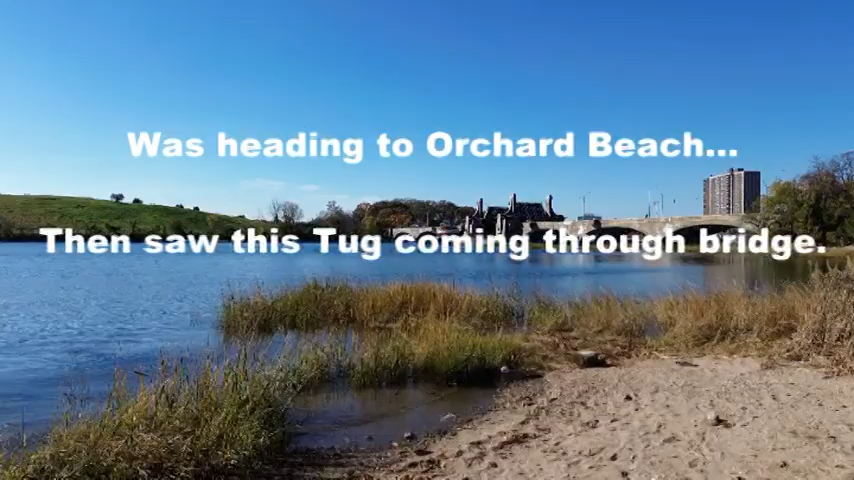 Was heading to Orchard Beach...
Then saw this Tug coming through bridge.